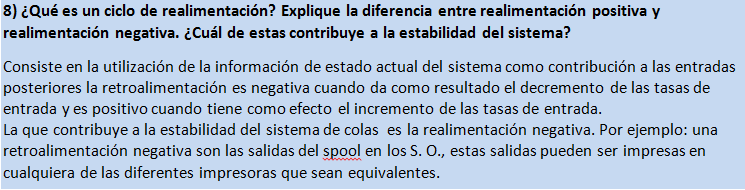 8) ¿Qué es un ciclo de realimentación? Explique la diferencia entre realimentación positiva y
realimentación negativa. ¿Cuál de estas contribuye a la estabilidad del sistema?
Consiste en la utilización de la información de estado actual del sistema como contribución a las entradas
posteriores la retroalimentación es negativa cuando da como resultado el decremento de las tasas de
entrada y es positivo cuando tiene como efecto el incremento de las tasas de entrada.
La que contribuye a la estabilidad del sistema de colas es la realimentación negativa. Por ejemplo: una
retroalimentación negativa son las salidas del spool en los S. O., estas salidas pueden ser impresas en
cualquiera de las diferentes impresoras que sean equivalentes.